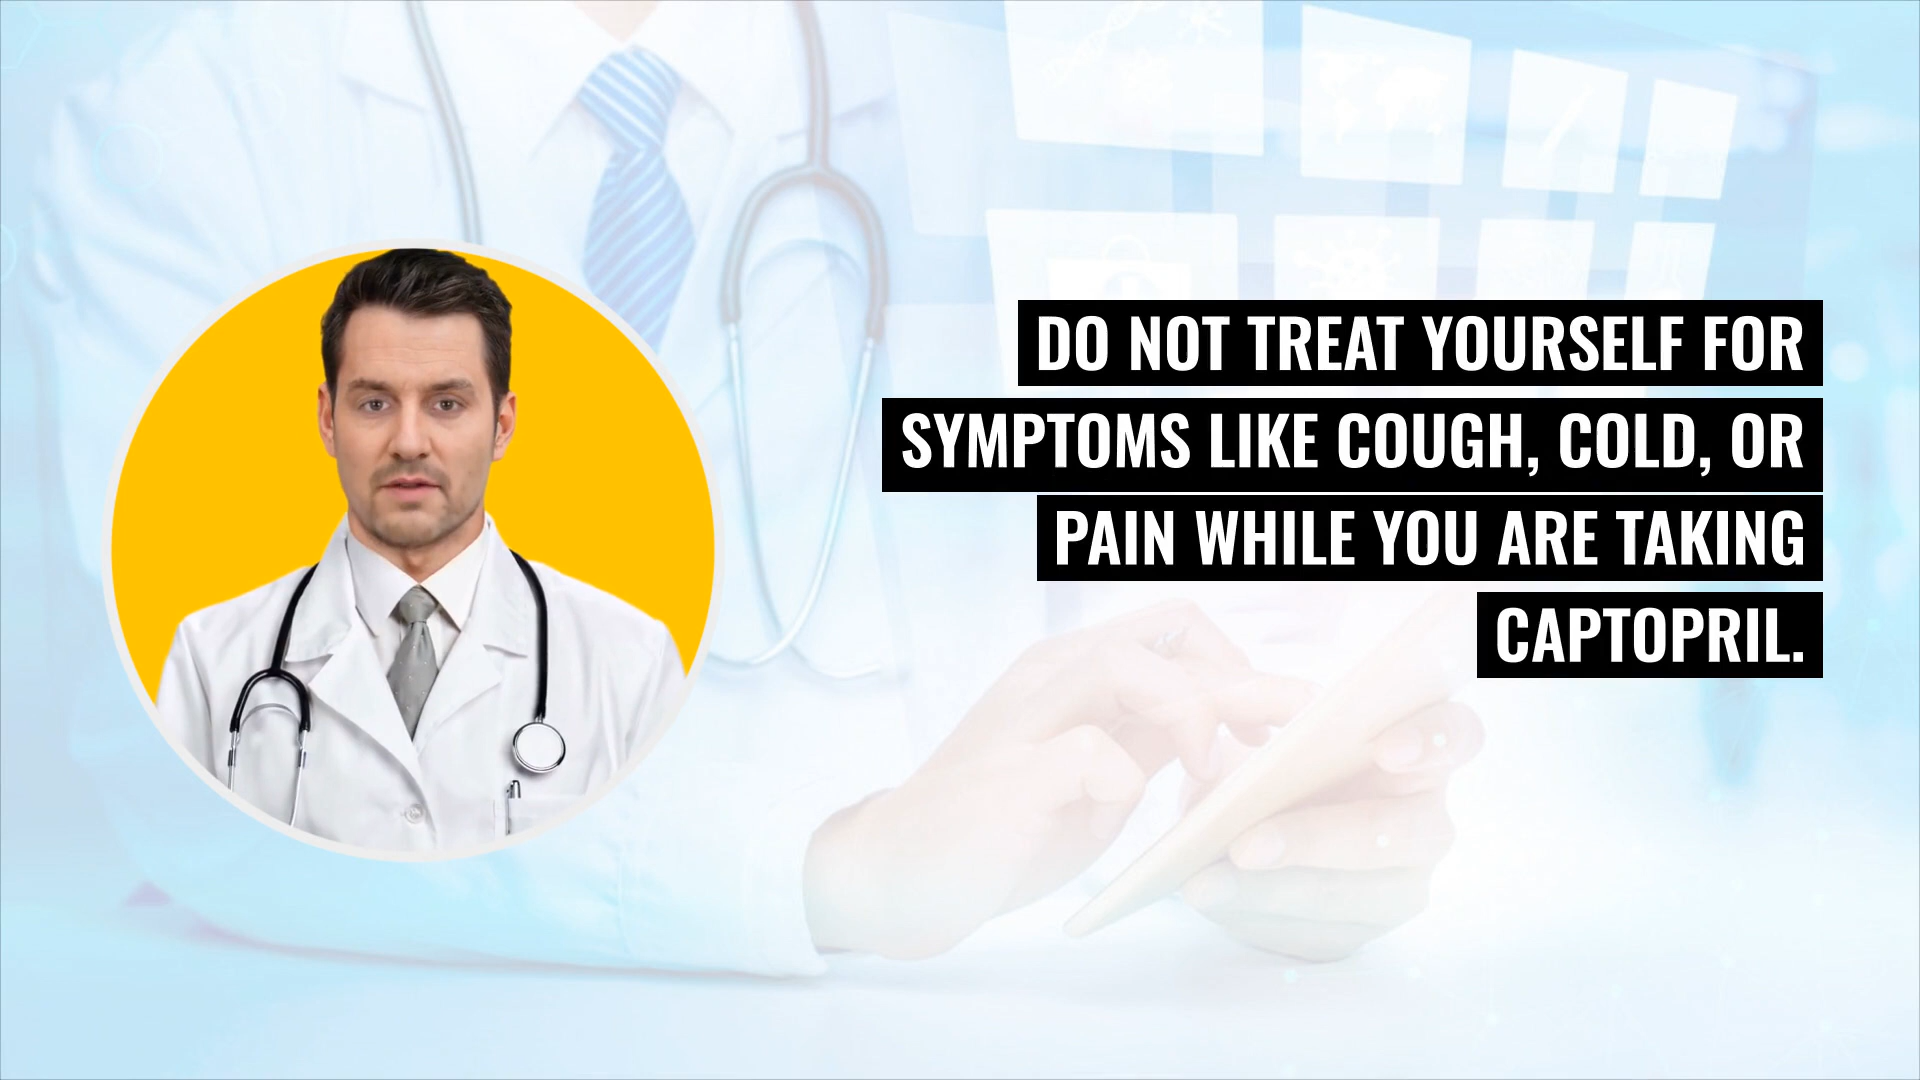 DO NOT TREAT YOURSELF FOR
SYMPTOMS LIKE COUGH, COLD, OR
PAIN WHILE YOU ARE TAKING
CAPTOPRIL.